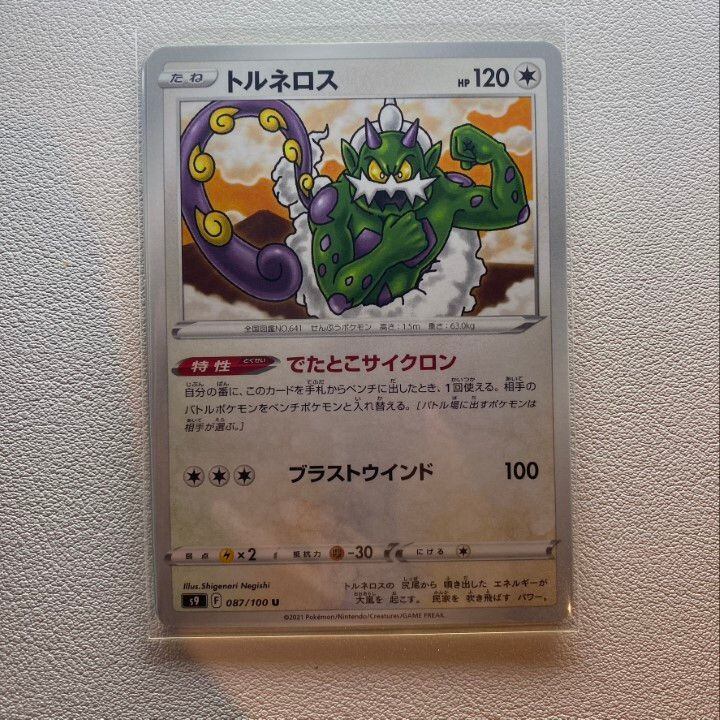 たね トルネロス HP 120
全国図鑑NO.641 せんぷうポケモン 高さ:1.5m 重さ:63.0kg
特性 とくせい でたとこサイクロン
自分の番に、このカードを手札からベンチに出したとき、1回使える。相手の
バトルポケモンをベンチポケモンと入れ替える。[バトル場に出すポケモンは
相手が選ぶ。]
ブラストウインド 100
弱点 ×2 抵抗力 -30 にげる
Illus.Shigenori Negishi
トルネロスの 尻尾から 噴き出した エネルギーが
大嵐を 起こす。 民家を 吹き飛ばす パワー。
s9 F 087/100 U
©2021 Pokémon/Nintendo/Creatures/GAME FREAK.